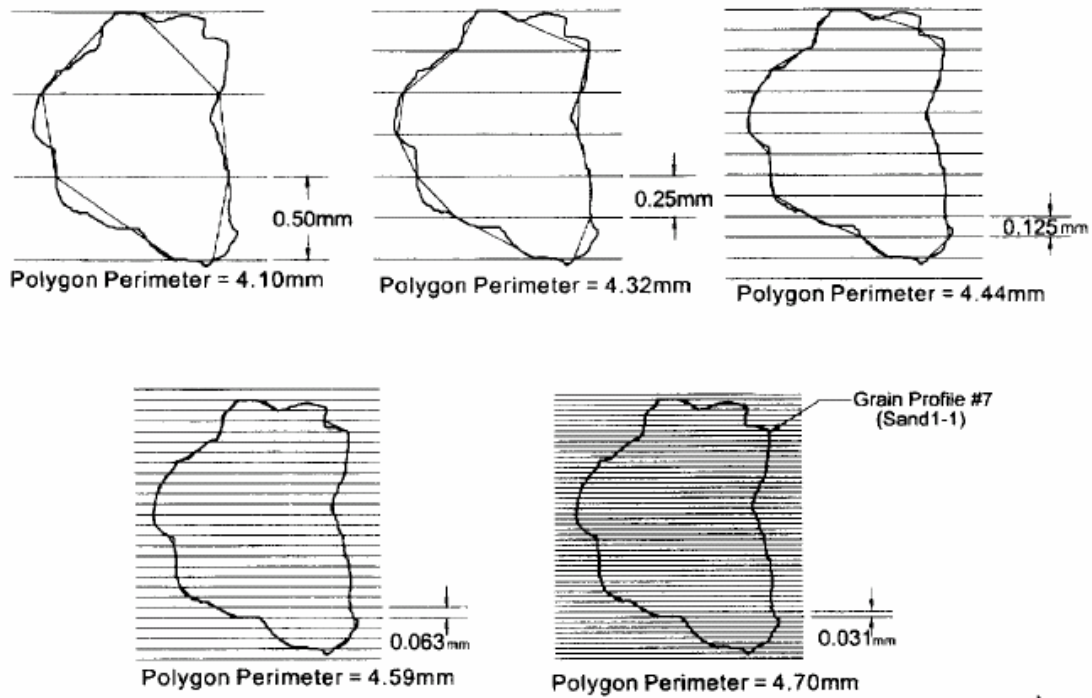 0.50mm
Polygon Perimeter = 4.10mm
0.25mm
Polygon Perimeter = 4.32mm
0.125mm
Polygon Perimeter = 4.44mm
0.063mm
Polygon Perimeter = 4.59mm
Grain Profile #7
(Sand1-1)
0.031mm
Polygon Perimeter = 4.70mm